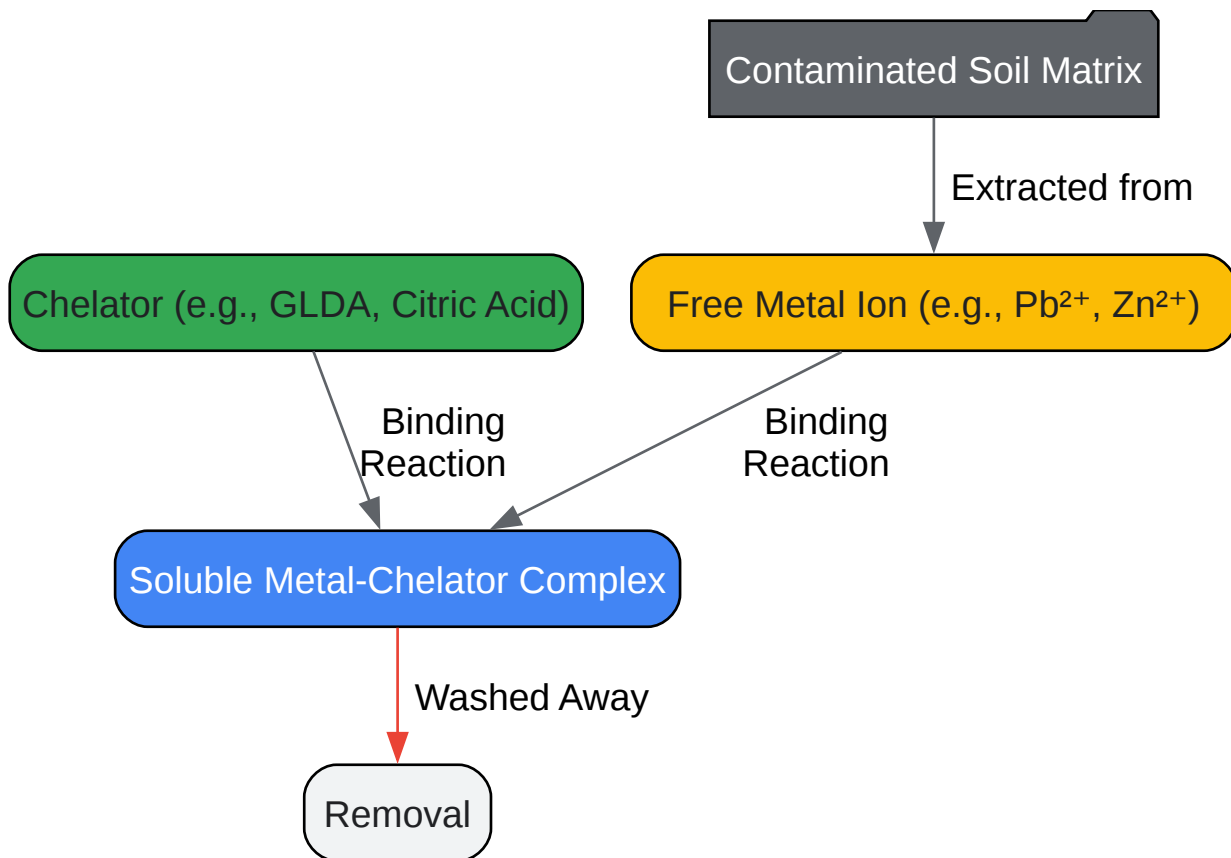 Contaminated Soil Matrix
Extracted from
Chelator (e.g., GLDA, Citric Acid)
Free Metal Ion (e.g., Pb²⁺, Zn²⁺)
Binding
Reaction
Binding
Reaction
Soluble Metal-Chelator Complex
Washed Away
Removal